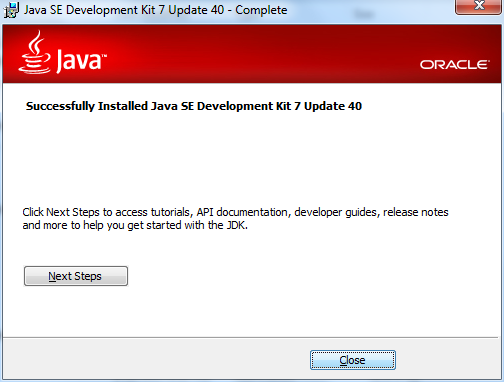 Java SE Development Kit 7 Update 40 - Complete
Java™
ORACLE®
Successfully Installed Java SE Development Kit 7 Update 40
Click Next Steps to access tutorials, API documentation, developer guides, release notes
and more to help you get started with the JDK.
Next Steps
Close